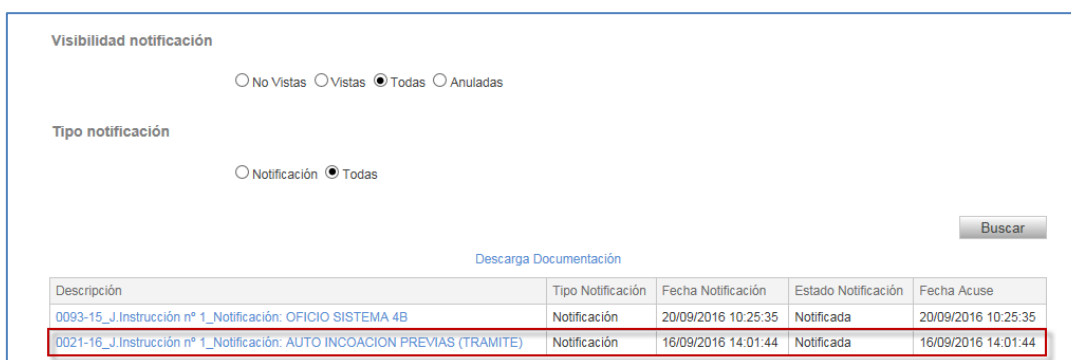 Visibilidad notificación
No Vistas Vistas Todas Anuladas
Tipo notificación
Notificación Todas
Buscar
Descarga Documentación
Descripción Tipo Notificación Fecha Notificación Estado Notificación Fecha Acuse
0093-15_J.Instrucción nº 1_Notificación: OFICIO SISTEMA 4B Notificación 20/09/2016 10:25:35 Notificada 20/09/2016 10:25:35
0021-16_J.Instrucción nº 1_Notificación: AUTO INCOACION PREVIAS (TRAMITE) Notificación 16/09/2016 14:01:44 Notificada 16/09/2016 14:01:44